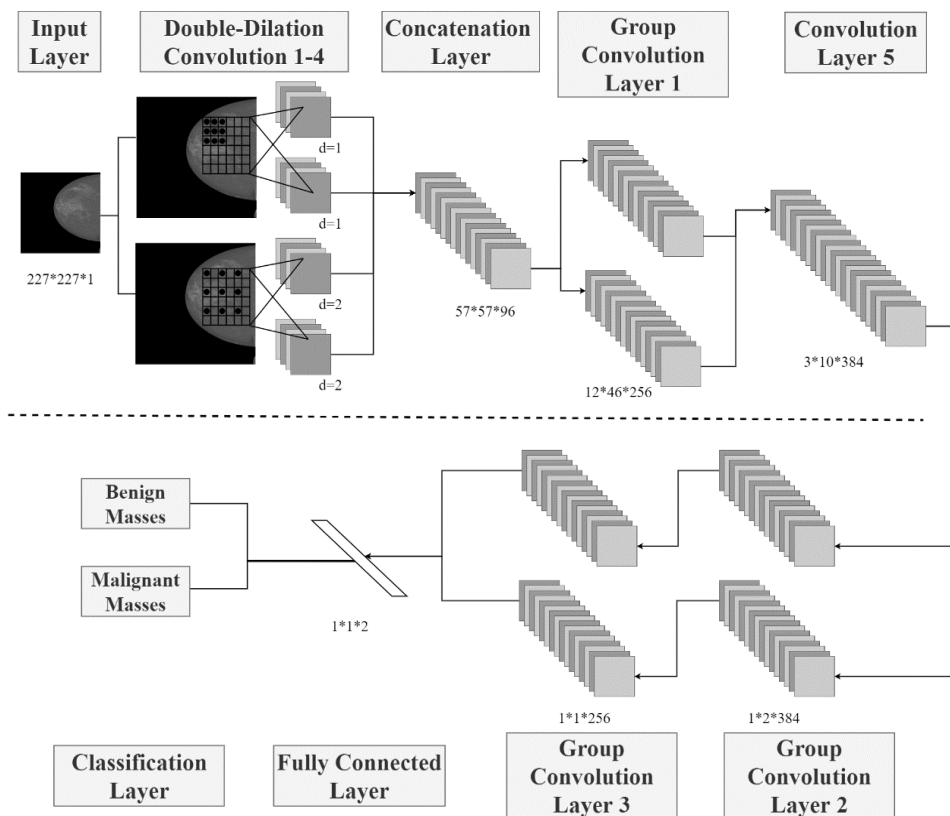 Input
Layer
Double-Dilation
Convolution 1-4
Concatenation
Layer
Group
Convolution
Layer 1
Convolution
Layer 5
227*227*1
d=1
d=1
d=2
d=2
57*57*96
12*46*256
3*10*384
Benign
Masses
Malignant
Masses
1*1*2
1*1*256
1*2*384
Classification
Layer
Fully Connected
Layer
Group
Convolution
Layer 3
Group
Convolution
Layer 2